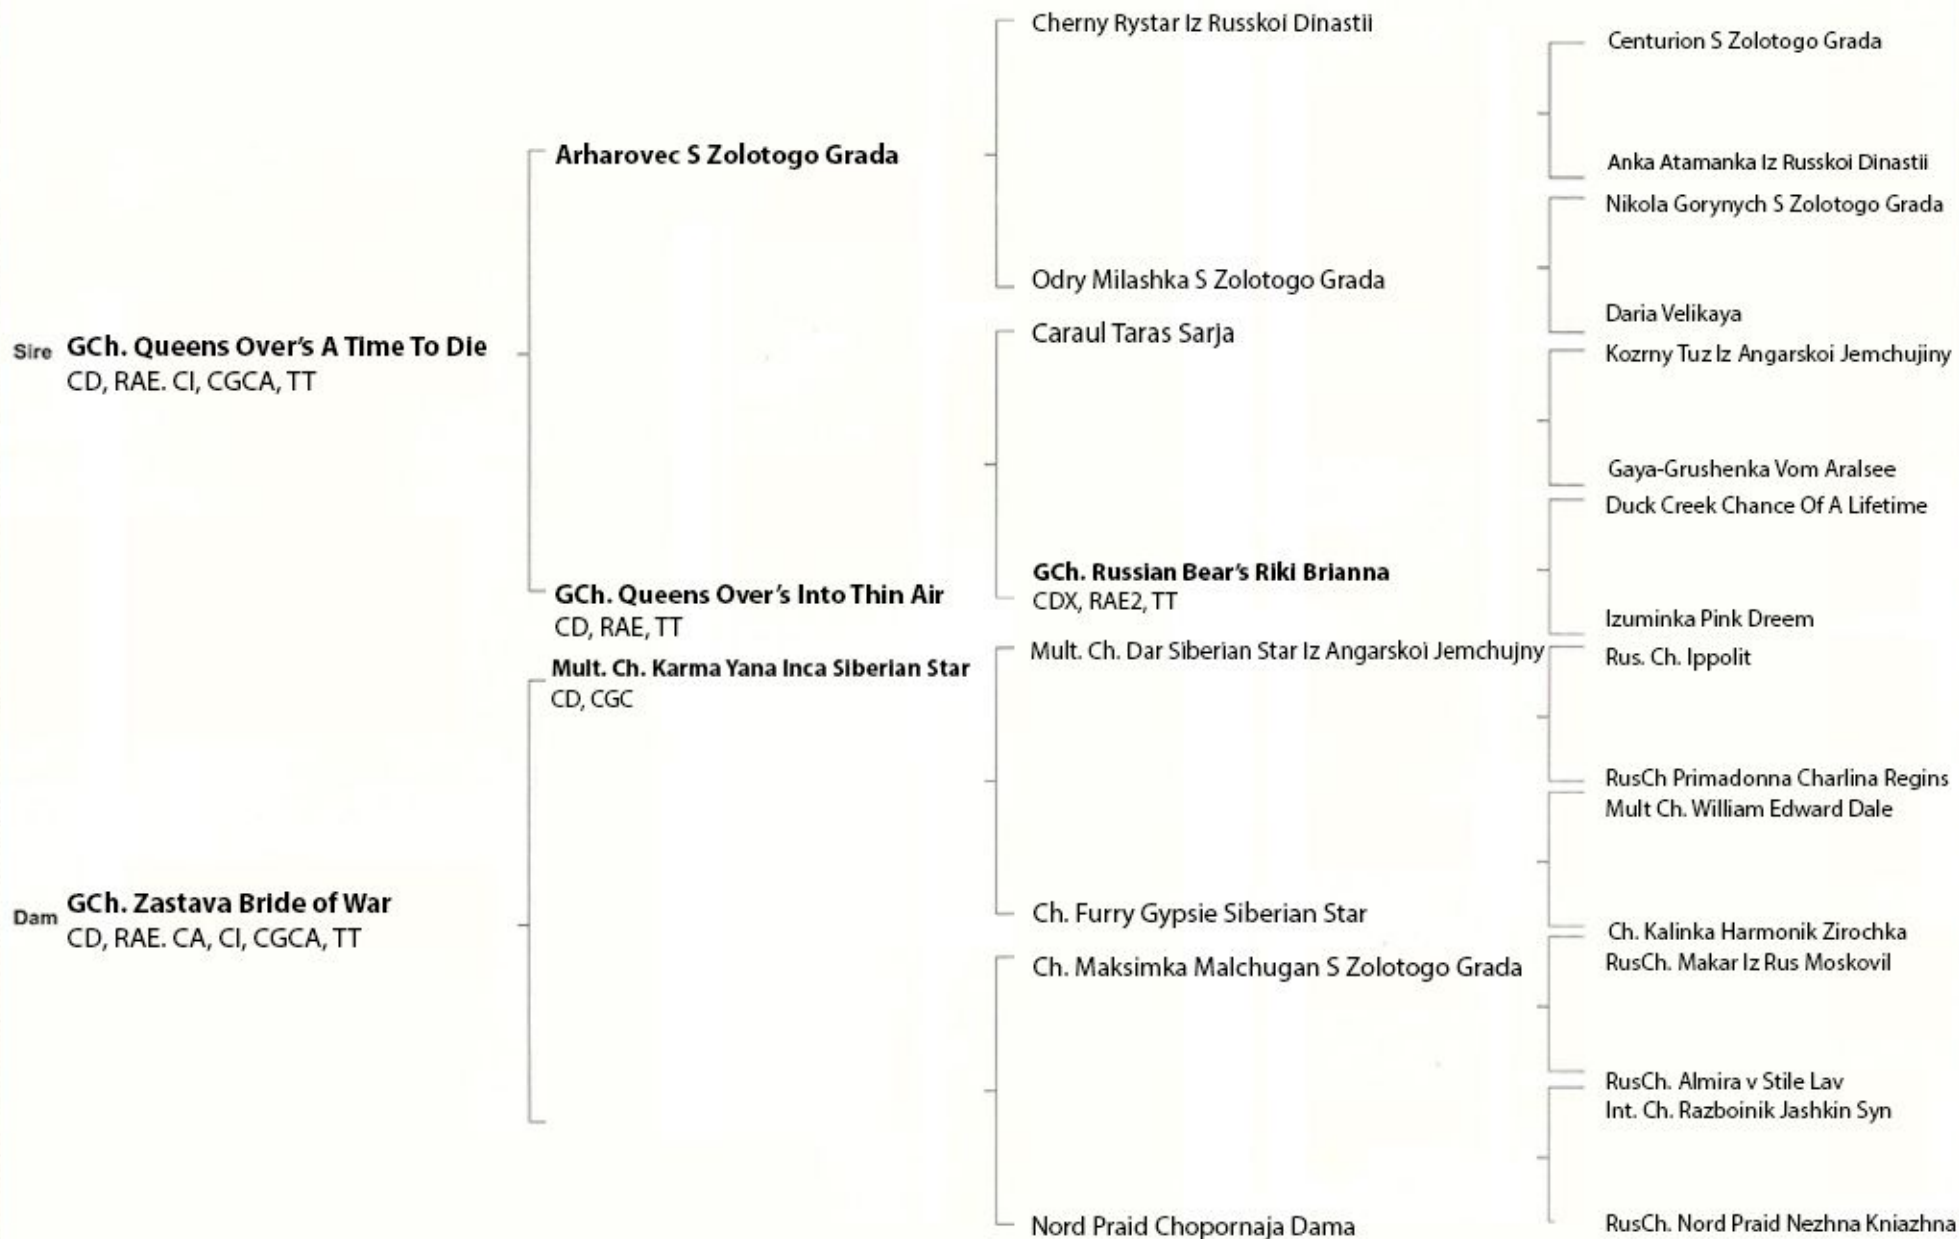 Sire
GCh. Queens Over's A Time To Die
CD, RAE. CI, CGCA, TT
Dam
GCh. Zastava Bride of War
CD, RAE. CA, CI, CGCA, TT
Arharovec S Zolotogo Grada
GCh. Queens Over's Into Thin Air
CD, RAE, TT
Mult. Ch. Karma Yana Inca Siberian Star
CD, CGC
Cherny Rystar Iz Russkoi Dinastii
Odry Milashka S Zolotogo Grada
Caraul Taras Sarja
GCh. Russian Bear's Riki Brianna
CDX, RAE2, TT
Mult. Ch. Dar Siberian Star Iz Angarskoi Jemchujny
Ch. Furry Gypsie Siberian Star
Ch. Maksimka Malchugan S Zolotogo Grada
Nord Praid Chopornaja Dama
Centurion S Zolotogo Grada
Anka Atamanka Iz Russkoi Dinastii
Nikola Gorynych S Zolotogo Grada
Daria Velikaya
Kozrny Tuz Iz Angarskoi Jemchujiny
Gaya-Grushenka Vom Aralsee
Duck Creek Chance Of A Lifetime
Izuminka Pink Dreem
Rus. Ch. Ippolit
RusCh Primadonna Charlina Regins
Mult Ch. William Edward Dale
Ch. Kalinka Harmonik Zirochka
RusCh. Makar Iz Rus Moskovil
RusCh. Almira v Stile Lav
Int. Ch. Razboinik Jashkin Syn
RusCh. Nord Praid Nezhna Kniazhna